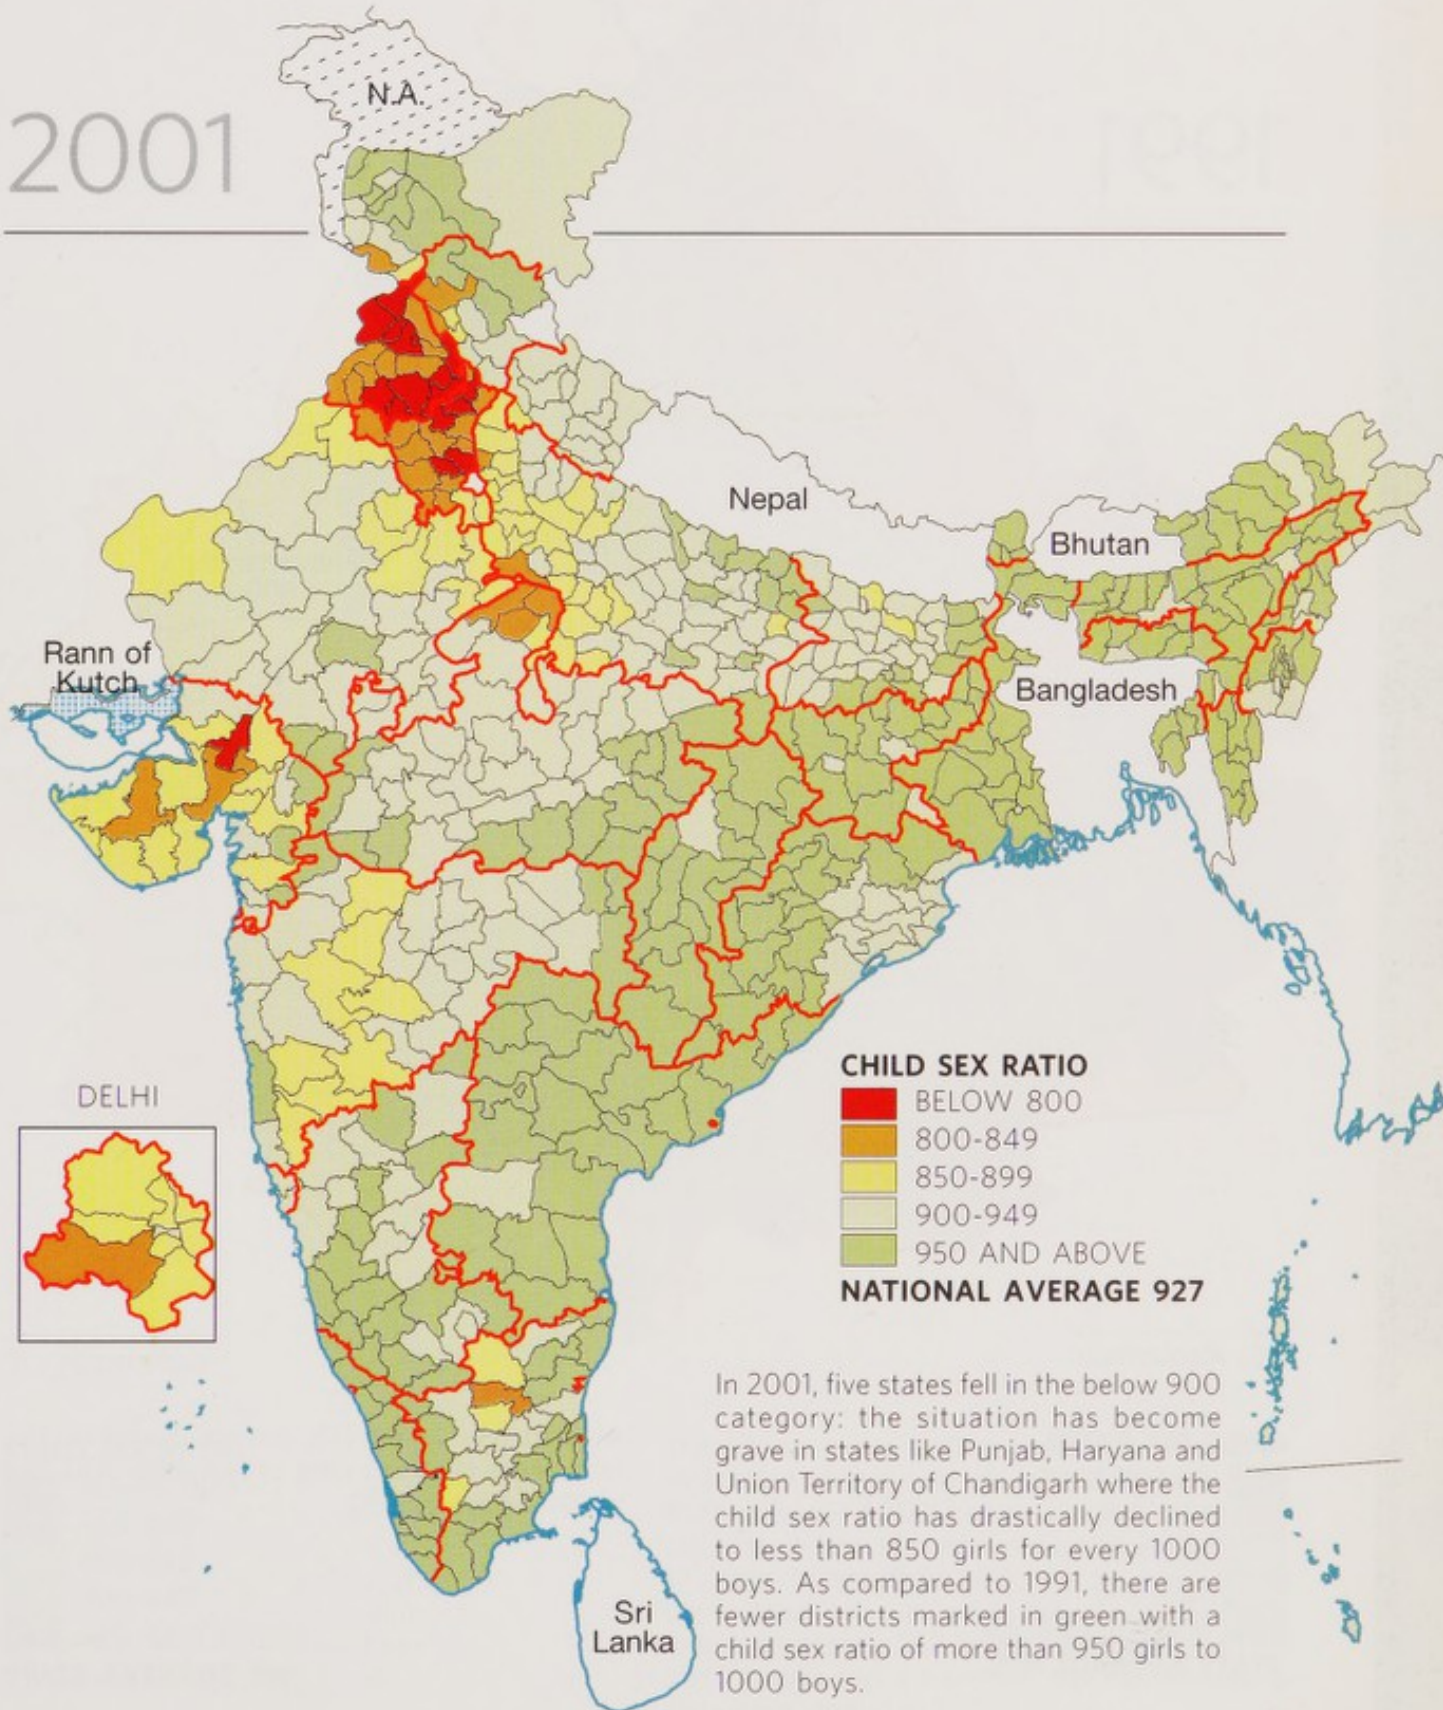 N.A.
2001
1991
Nepal
Bhutan
Rann of
Kutch
Bangladesh
DELHI
CHILD SEX RATIO
BELOW 800
800-849
850-899
900-949
950 AND ABOVE
NATIONAL AVERAGE 927
In 2001, five states fell in the below 900
category: the situation has become
grave in states like Punjab, Haryana and
Union Territory of Chandigarh where the
child sex ratio has drastically declined
to less than 850 girls for every 1000
boys. As compared to 1991, there are
fewer districts marked in green with a
child sex ratio of more than 950 girls to
1000 boys.
Sri
Lanka